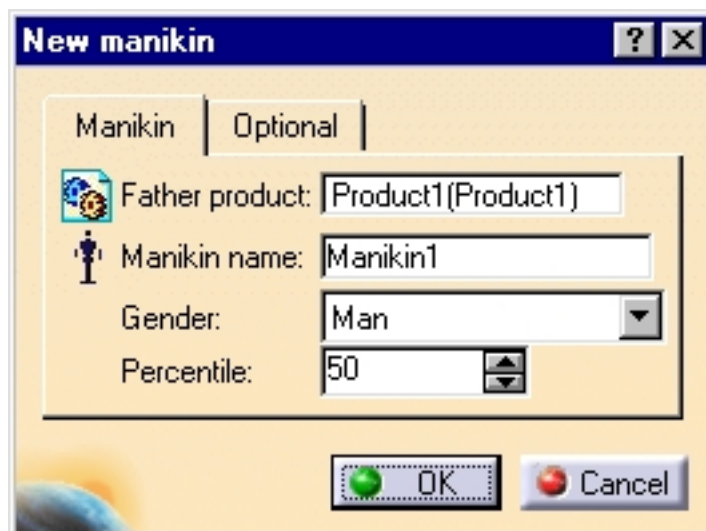 New manikin
Manikin Optional
Father product: Product1(Product1)
Manikin name: Manikin1
Gender: Man
Percentile: 50
OK Cancel